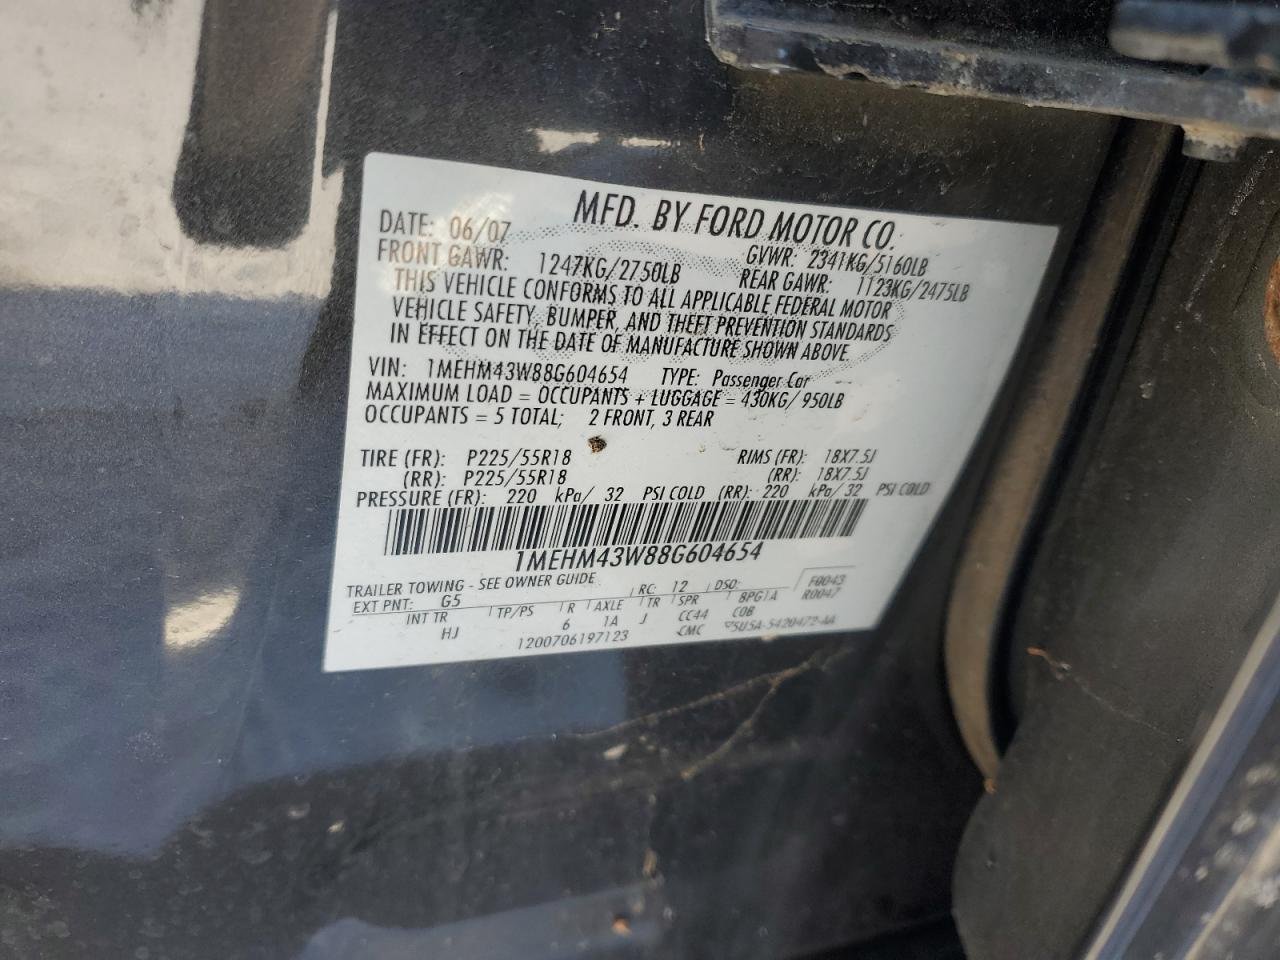 MFD. BY FORD MOTOR CO.
DATE: 06/07 GVWR: 2341KG/5160LB
FRONT GAWR: 1247KG/2750LB REAR GAWR: 1123KG/2475LB
THIS VEHICLE CONFORMS TO ALL APPLICABLE FEDERAL MOTOR
VEHICLE SAFETY, BUMPER, AND THEFT PREVENTION STANDARDS
IN EFFECT ON THE DATE OF MANUFACTURE SHOWN ABOVE.
VIN: 1MEHM43W88G604654 TYPE: Passenger Car
MAXIMUM LOAD = OCCUPANTS + LUGGAGE = 430KG/950LB
OCCUPANTS = 5 TOTAL; 2 FRONT, 3 REAR
TIRE (FR): P225/55R18 RIMS (FR): 18X7.5J
(RR): P225/55R18 (RR): 18X7.5J
PRESSURE (FR): 220 kPa/ 32 PSI COLD (RR): 220 kPa/ 32 PSI COLD
1MEHM43W88G604654
TRAILER TOWING - SEE OWNER GUIDE
EXT PNT: G5 RC: 12 DSO: F0043
INT TR TP/PS R AXLE TR SPR 8PG1A R0047
HJ 6 1A J CC44 COB
1200706197123 CMC 5U5A-5420472-AA